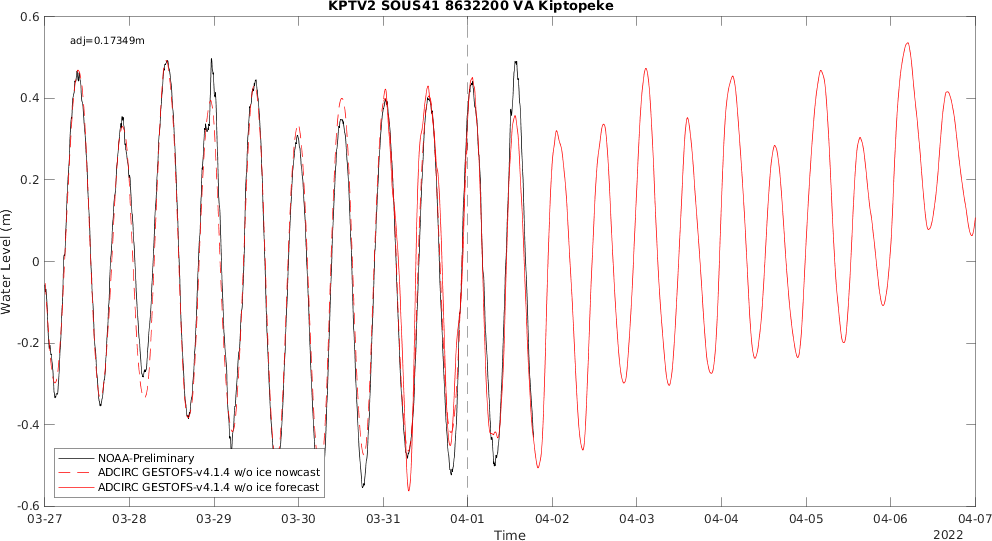 KPTV2 SOUS41 8632200 VA Kiptopeke
adj=0.17349m
0.6
0.4
0.2
0
-0.2
-0.4
-0.6
Water Level (m)
NOAA-Preliminary
ADCIRC GESTOFS-v4.1.4 w/o ice nowcast
ADCIRC GESTOFS-v4.1.4 w/o ice forecast
03-27 03-28 03-29 03-30 03-31 04-01 04-02 04-03 04-04 04-05 04-06 04-07
Time
2022